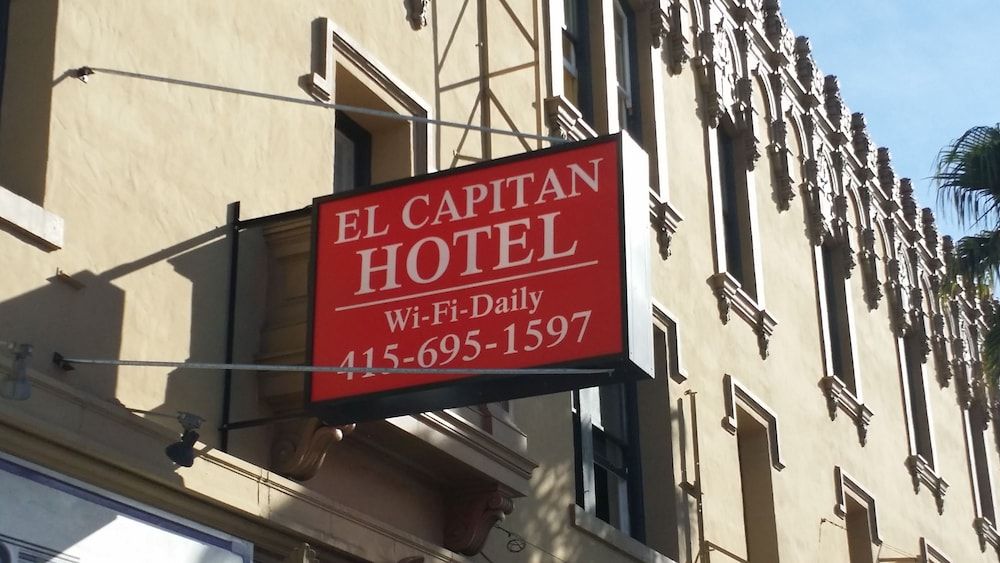 EL CAPITAN
HOTEL
Wi-Fi-Daily
415-695-1597